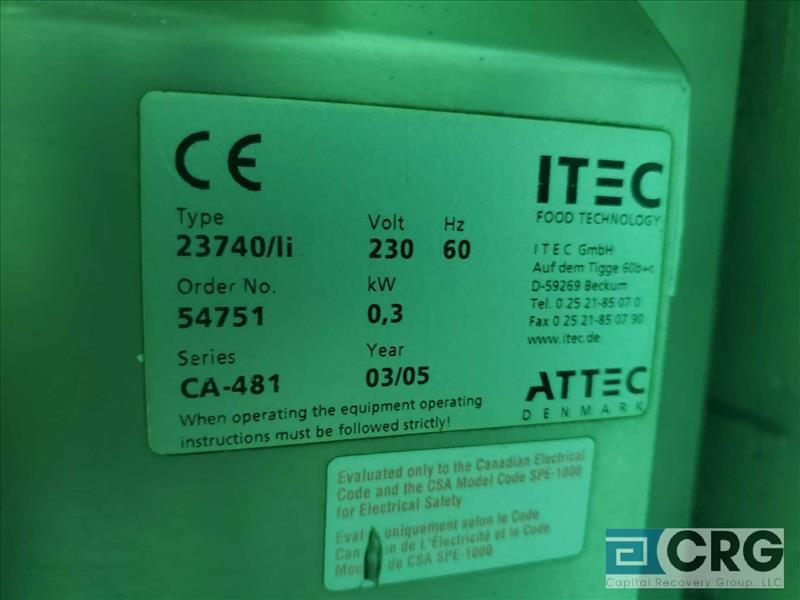 CE
Type
23740/li
Volt Hz
230 60
Order No.
54751
kW
0,3
Series
CA-481
Year
03/05
When operating the equipment operating
instructions must be followed strictly!
ITEC
FOOD TECHNOLOGY
ITEC GmbH
Auf dem Tigge 60b+c
D-59269 Beckum
Tel. 0 25 21-85 07 0
Fax 0 25 21-85 07 90
www.itec.de
ATTEC
DENMARK
Evaluated only to the Canadian Electrical
Code and the CSA Model Code SPE-1000
for Electrical Safety
uniquement selon le Code
de L'Électricité et le Code
CSA SPE-1000
CRG
Capital Recovery Group, LLC